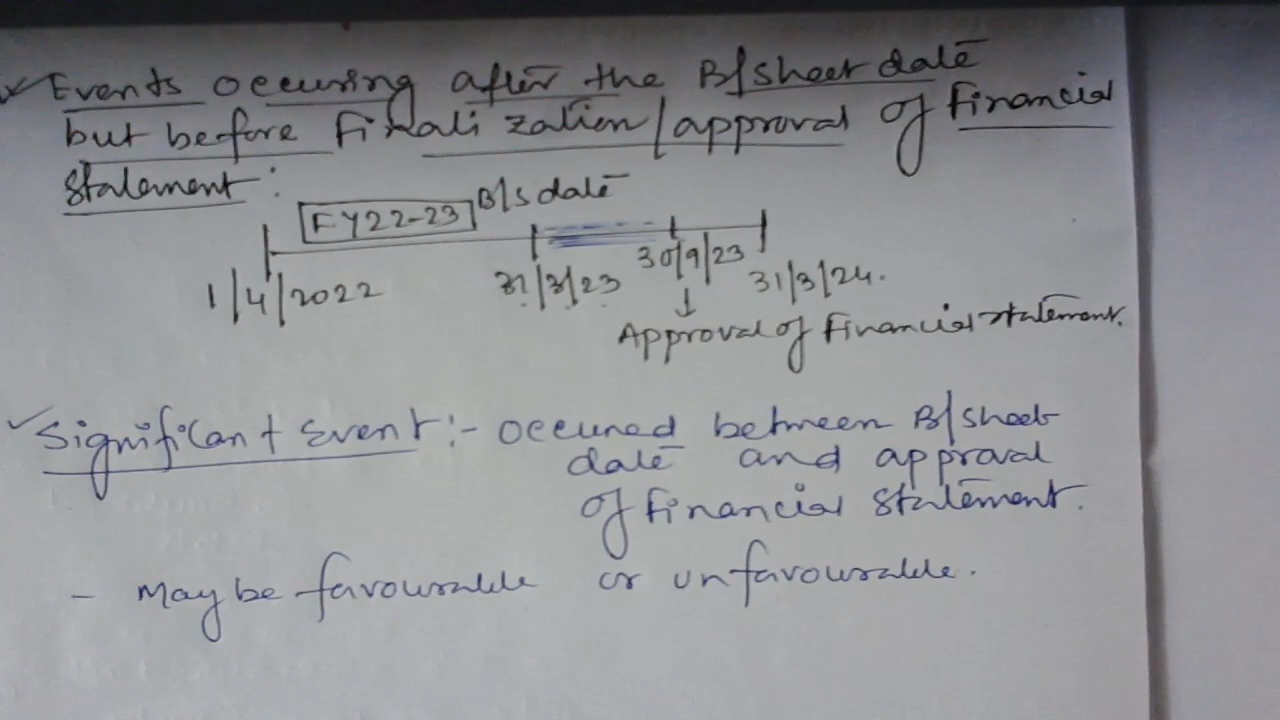 Events occuring after the B/sheet date
but before Finalization/approval of Financial
Statement:
FY22-23 B/s date
1/4/2022 31/3/23 30/9/23 31/3/24.
Approval of Financial statement.
Significant Event:- occured between B/sheet
date and approval
of Financial Statement.
- May be favourable or unfavourable.